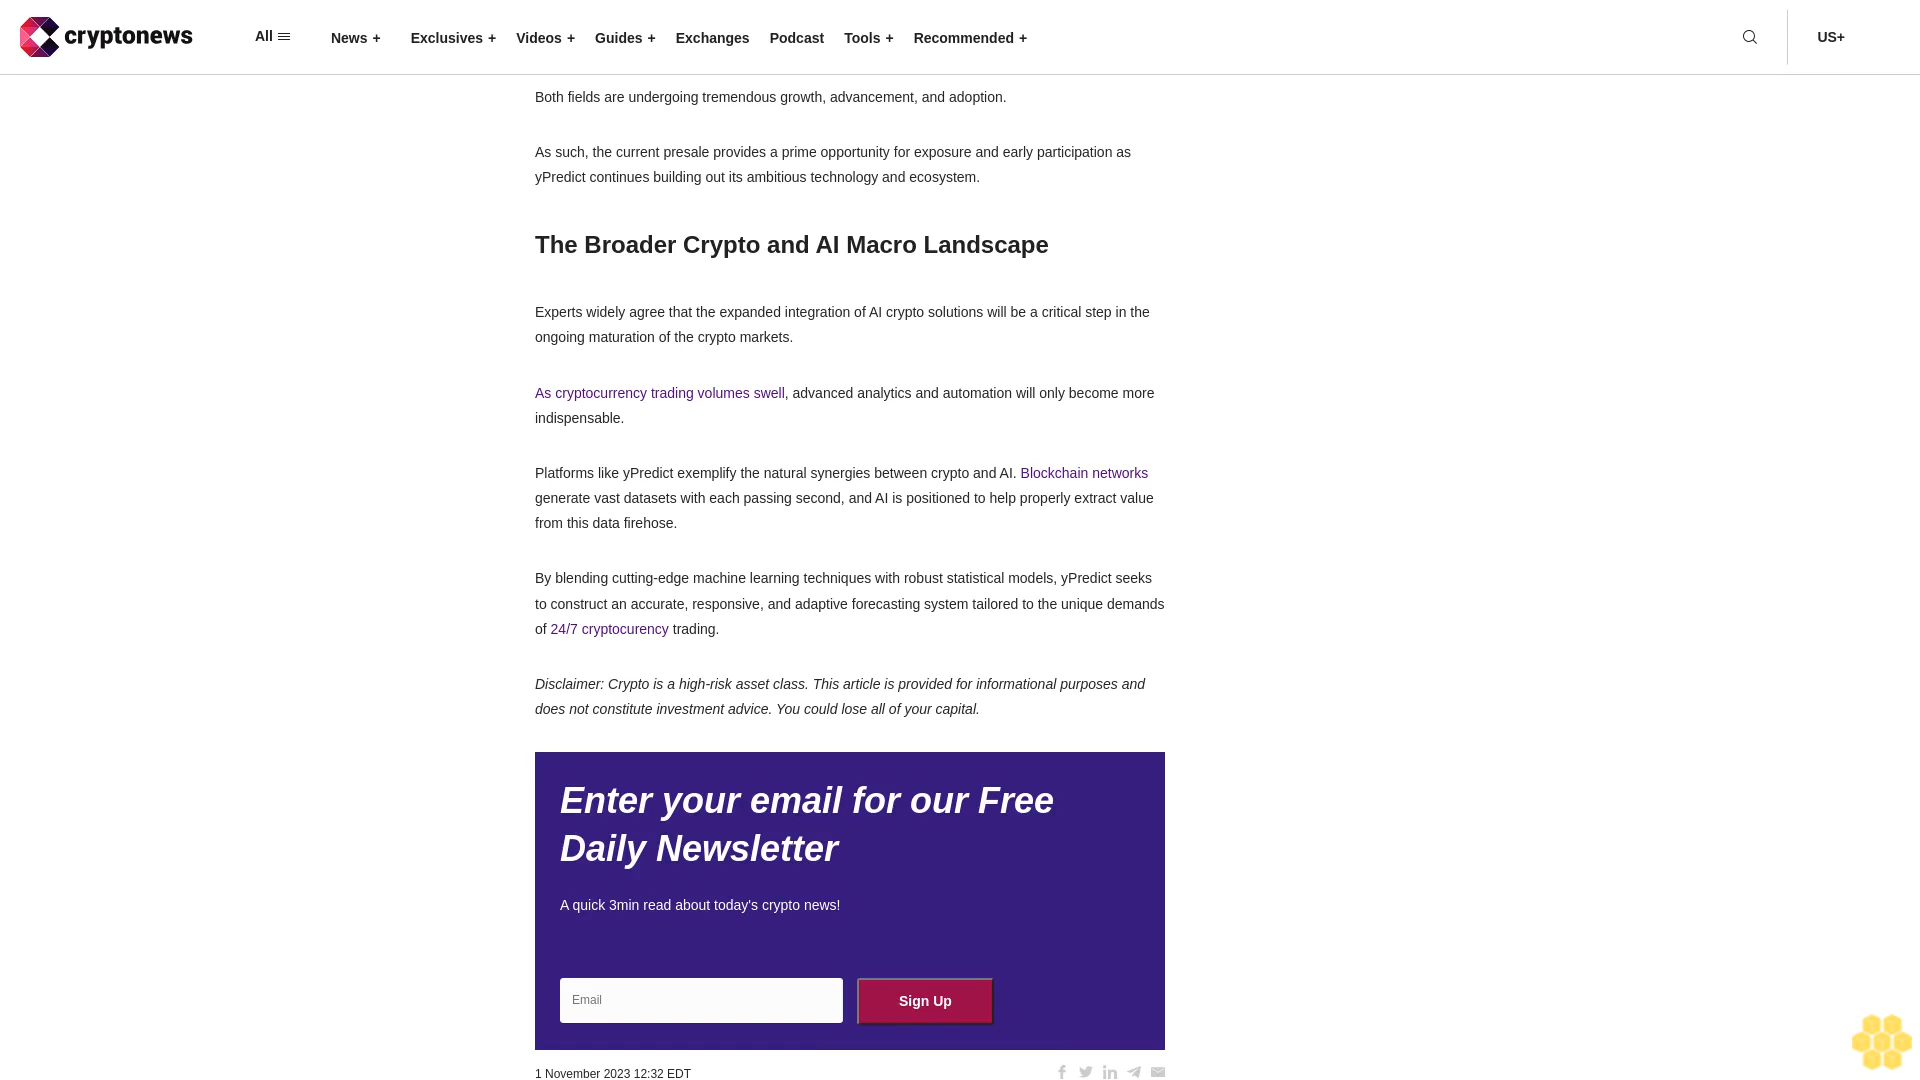 cryptonews
All
News +
Exclusives +
Videos +
Guides +
Exchanges
Podcast
Tools +
Recommended +
US+
Both fields are undergoing tremendous growth, advancement, and adoption.
As such, the current presale provides a prime opportunity for exposure and early participation as
yPredict continues building out its ambitious technology and ecosystem.
The Broader Crypto and AI Macro Landscape
Experts widely agree that the expanded integration of AI crypto solutions will be a critical step in the
ongoing maturation of the crypto markets.
As cryptocurrency trading volumes swell, advanced analytics and automation will only become more
indispensable.
Platforms like yPredict exemplify the natural synergies between crypto and AI. Blockchain networks
generate vast datasets with each passing second, and AI is positioned to help properly extract value
from this data firehose.
By blending cutting-edge machine learning techniques with robust statistical models, yPredict seeks
to construct an accurate, responsive, and adaptive forecasting system tailored to the unique demands
of 24/7 cryptocurency trading.
Disclaimer: Crypto is a high-risk asset class. This article is provided for informational purposes and
does not constitute investment advice. You could lose all of your capital.
Enter your email for our Free
Daily Newsletter
A quick 3min read about today's crypto news!
Email
Sign Up
1 November 2023 12:32 EDT